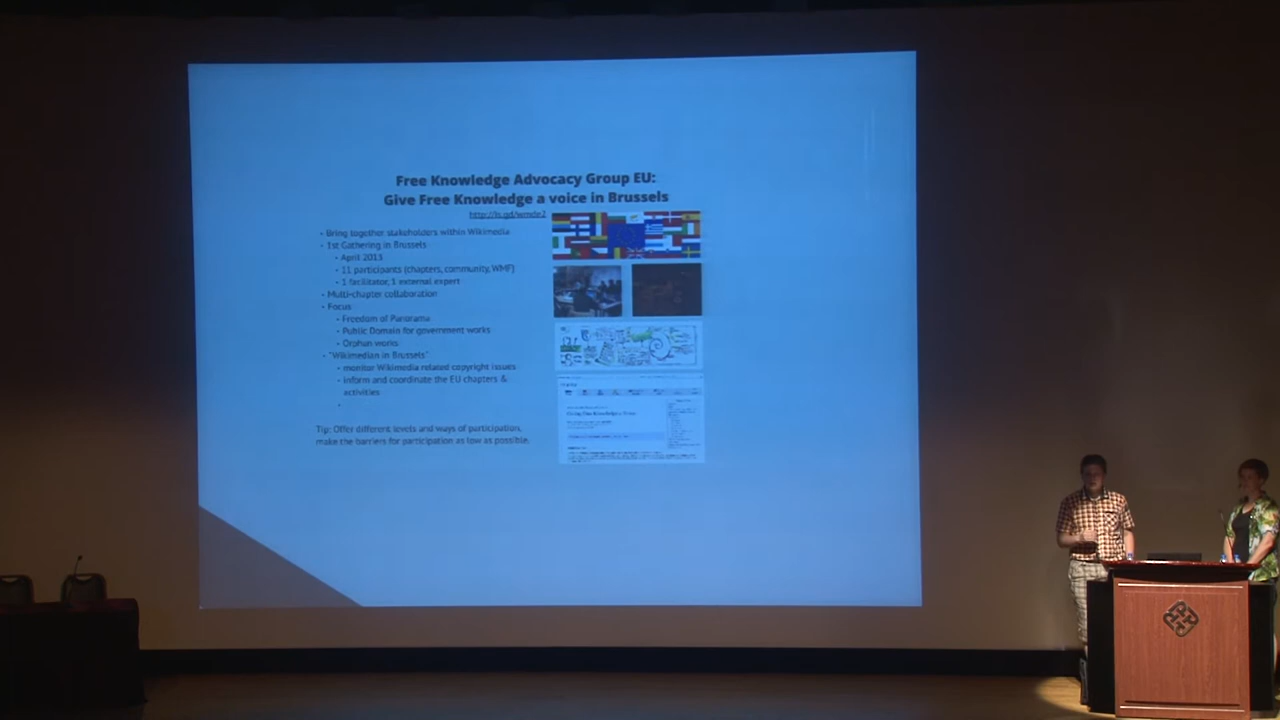 Free Knowledge Advocacy Group EU:
Give Free Knowledge a voice in Brussels
http://is.gd/wmde2
- Bring together stakeholders within Wikimedia
- 1st Gathering in Brussels
- April 2013
- 11 participants (chapters, community, WMF)
- 1 facilitator, 1 external expert
- Multi-chapter collaboration
- Focus
- Freedom of Panorama
- Public Domain for government works
- Orphan works
- "Wikimedian in Brussels"
- monitor Wikimedia related copyright issues
- inform and coordinate the EU chapters &
activities
-
Tip: Offer different levels and ways of participation,
make the barriers for participation as low as possible.